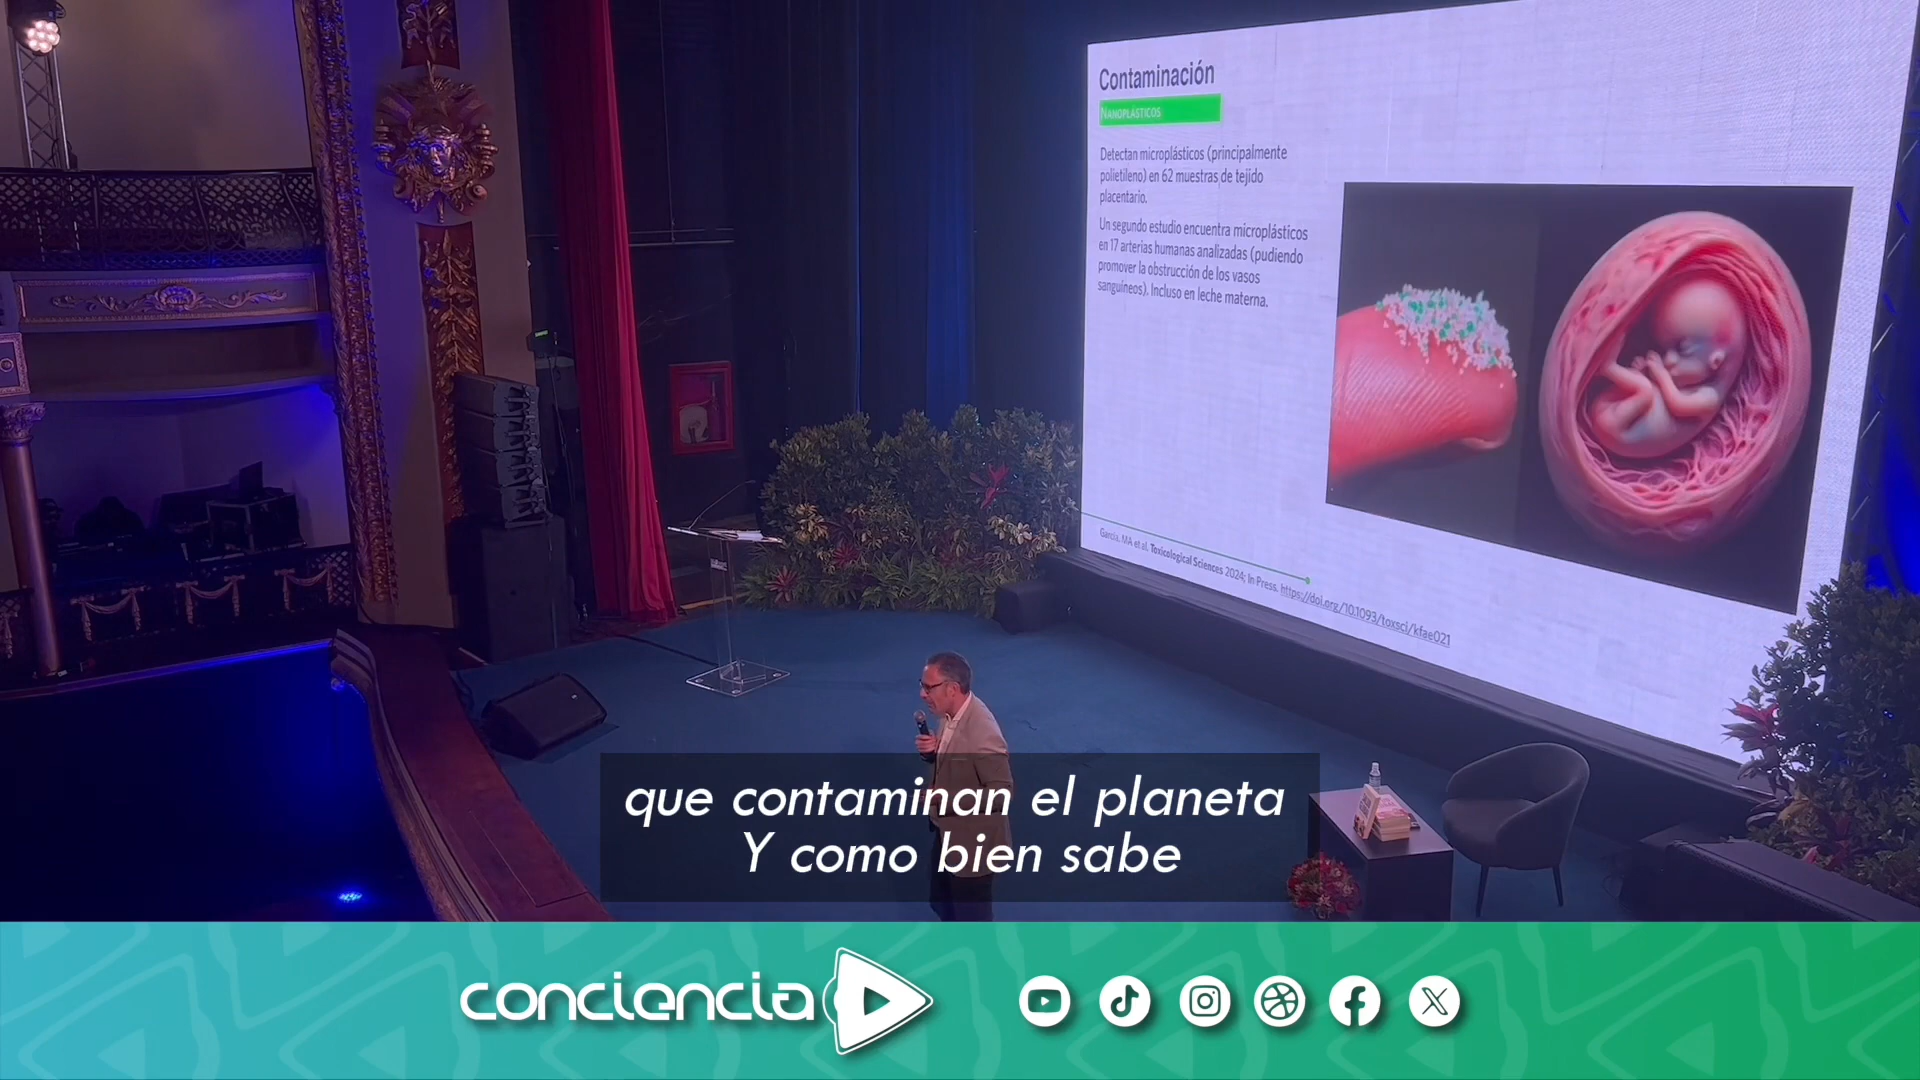 Contaminación
NANOPLÁSTICOS
Detectan microplásticos (principalmente
polietileno) en 62 muestras de tejido
placentario.
Un segundo estudio encuentra microplásticos
en 17 arterias humanas analizadas (pudiendo
promover la obstrucción de los vasos
sanguíneos). Incluso en leche materna.
García, MA et al. Toxicological Sciences 2024; In Press. https://doi.org/10.1093/toxsci/kfae021
que contaminan el planeta
Y como bien sabe
conciencia